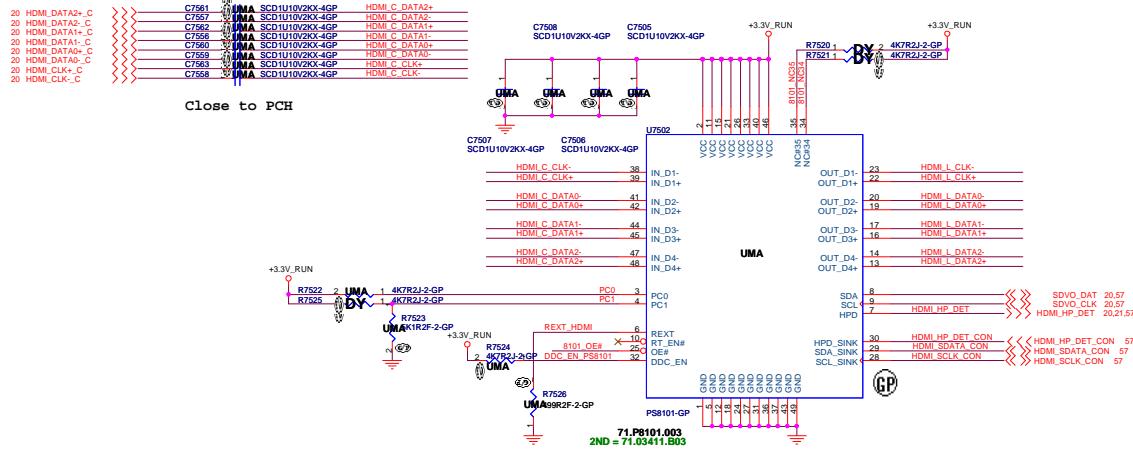 20 HDMI_DATA2+_C C7561 UMA SCD1U10V2KX-4GP HDMI_C_DATA2+
20 HDMI_DATA2-_C C7557 UMA SCD1U10V2KX-4GP HDMI_C_DATA2-
20 HDMI_DATA1+_C C7562 UMA SCD1U10V2KX-4GP HDMI_C_DATA1+
20 HDMI_DATA1-_C C7556 UMA SCD1U10V2KX-4GP HDMI_C_DATA1-
20 HDMI_DATA0+_C C7560 UMA SCD1U10V2KX-4GP HDMI_C_DATA0+
20 HDMI_DATA0-_C C7559 UMA SCD1U10V2KX-4GP HDMI_C_DATA0-
20 HDMI_CLK+_C C7563 UMA SCD1U10V2KX-4GP HDMI_C_CLK+
20 HDMI_CLK-_C C7558 UMA SCD1U10V2KX-4GP HDMI_C_CLK-
Close to PCH
C7508 C7505
SCD1U10V2KX-4GP SCD1U10V2KX-4GP
+3.3V_RUN
+3.3V_RUN
R7520 1 DY 2 4K7R2J-2-GP
R7521 1 DY 2 4K7R2J-2-GP
8101_NC35
8101_NC34
UMA UMA UMA UMA
C7507 C7506
SCD1U10V2KX-4GP SCD1U10V2KX-4GP
U7502
2 11 15 21 26 33 40 46 35 34
VCC VCC VCC VCC VCC VCC VCC VCC NC#35 NC#34
HDMI_C_CLK- 38 IN_D1- OUT_D1- 23 HDMI_L_CLK-
HDMI_C_CLK+ 39 IN_D1+ OUT_D1+ 22 HDMI_L_CLK+
HDMI_C_DATA0- 41 IN_D2- OUT_D2- 20 HDMI_L_DATA0-
HDMI_C_DATA0+ 42 IN_D2+ OUT_D2+ 19 HDMI_L_DATA0+
HDMI_C_DATA1- 44 IN_D3- OUT_D3- 17 HDMI_L_DATA1-
HDMI_C_DATA1+ 45 IN_D3+ OUT_D3+ 16 HDMI_L_DATA1+
UMA
HDMI_C_DATA2- 47 IN_D4- OUT_D4- 14 HDMI_L_DATA2-
HDMI_C_DATA2+ 48 IN_D4+ OUT_D4+ 13 HDMI_L_DATA2+
+3.3V_RUN
R7522 2 UMA 1 4K7R2J-2-GP PC0 3 PC0 SDA 8 SDVO_DAT 20,57
R7525 2 DY 1 4K7R2J-2-GP PC1 4 PC1 SCL 9 SDVO_CLK 20,57
HPD 7 HDMI_HP_DET HDMI_HP_DET 20,21,57
R7523
UMA
2
+3.3V_RUN
REXT_HDMI 6 REXT
10 RT_EN# HPD_SINK 30 HDMI_HP_DET_CON HDMI_HP_DET_CON 57
8101_OE# 25 OE# SDA_SINK 29 HDMI_SDATA_CON HDMI_SDATA_CON 57
DDC_EN_PS8101 32 DDC_EN SCL_SINK 28 HDMI_SCLK_CON HDMI_SCLK_CON 57
R7524
4K7R2J-2-GP
2 UMA 1
GP
R7526
UMA 499R2F-2-GP
1
GND GND GND GND GND GND GND GND GND GND GND
1 5 12 18 24 27 31 36 37 43 49
PS8101-GP
71.P8101.003
2ND = 71.03411.B03